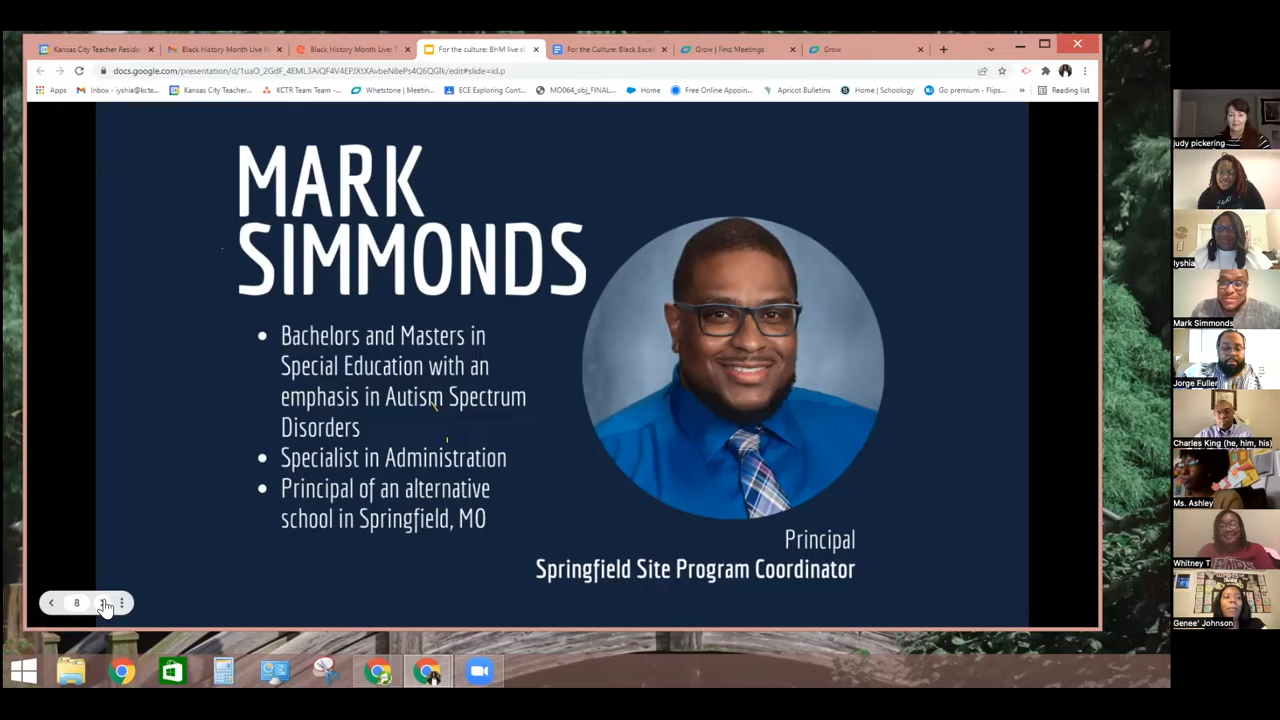 Kansas City Teacher Reside
Black History Month Live P
Black History Month Live: T
For the culture: BHM live s
For the Culture: Black Excel
Grow | Find Meetings
Grow
docs.google.com/presentation/d/1uaO_2GdF_4EML3AiQF4V4EPJXtXAvbeN8ePs4Q6QGlk/edit#slide=id.p
Apps
Inbox - iyshia@kcte...
Kansas City Teacher...
KCTR Team Team -...
Whetstone | Meetin...
ECE Exploring Cont...
MO064_obj_FINAL...
Home
Free Online Appoin...
Apricot Bulletins
Home | Schoology
Go premium - Flips...
»
Reading list
MARK
SIMMONDS
• Bachelors and Masters in
Special Education with an
emphasis in Autism Spectrum
Disorders
• Specialist in Administration
• Principal of an alternative
school in Springfield, MO
Principal
Springfield Site Program Coordinator
8
judy pickering
Iyshia
Mark Simmonds
Jorge Fuller
Charles King (he, him, his)
Ms. Ashley
Whitney T
Genee' Johnson